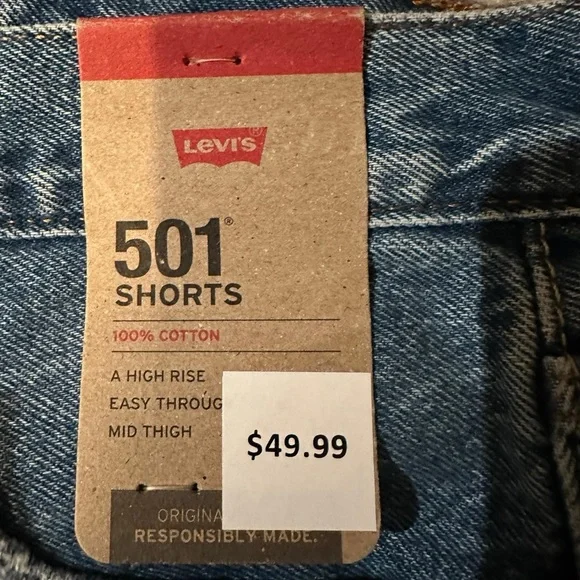 Levi's®
501®
SHORTS
100% COTTON
A HIGH RISE
EASY THROUG
MID THIGH
$49.99
ORIGINA
RESPONSIBLY MADE.